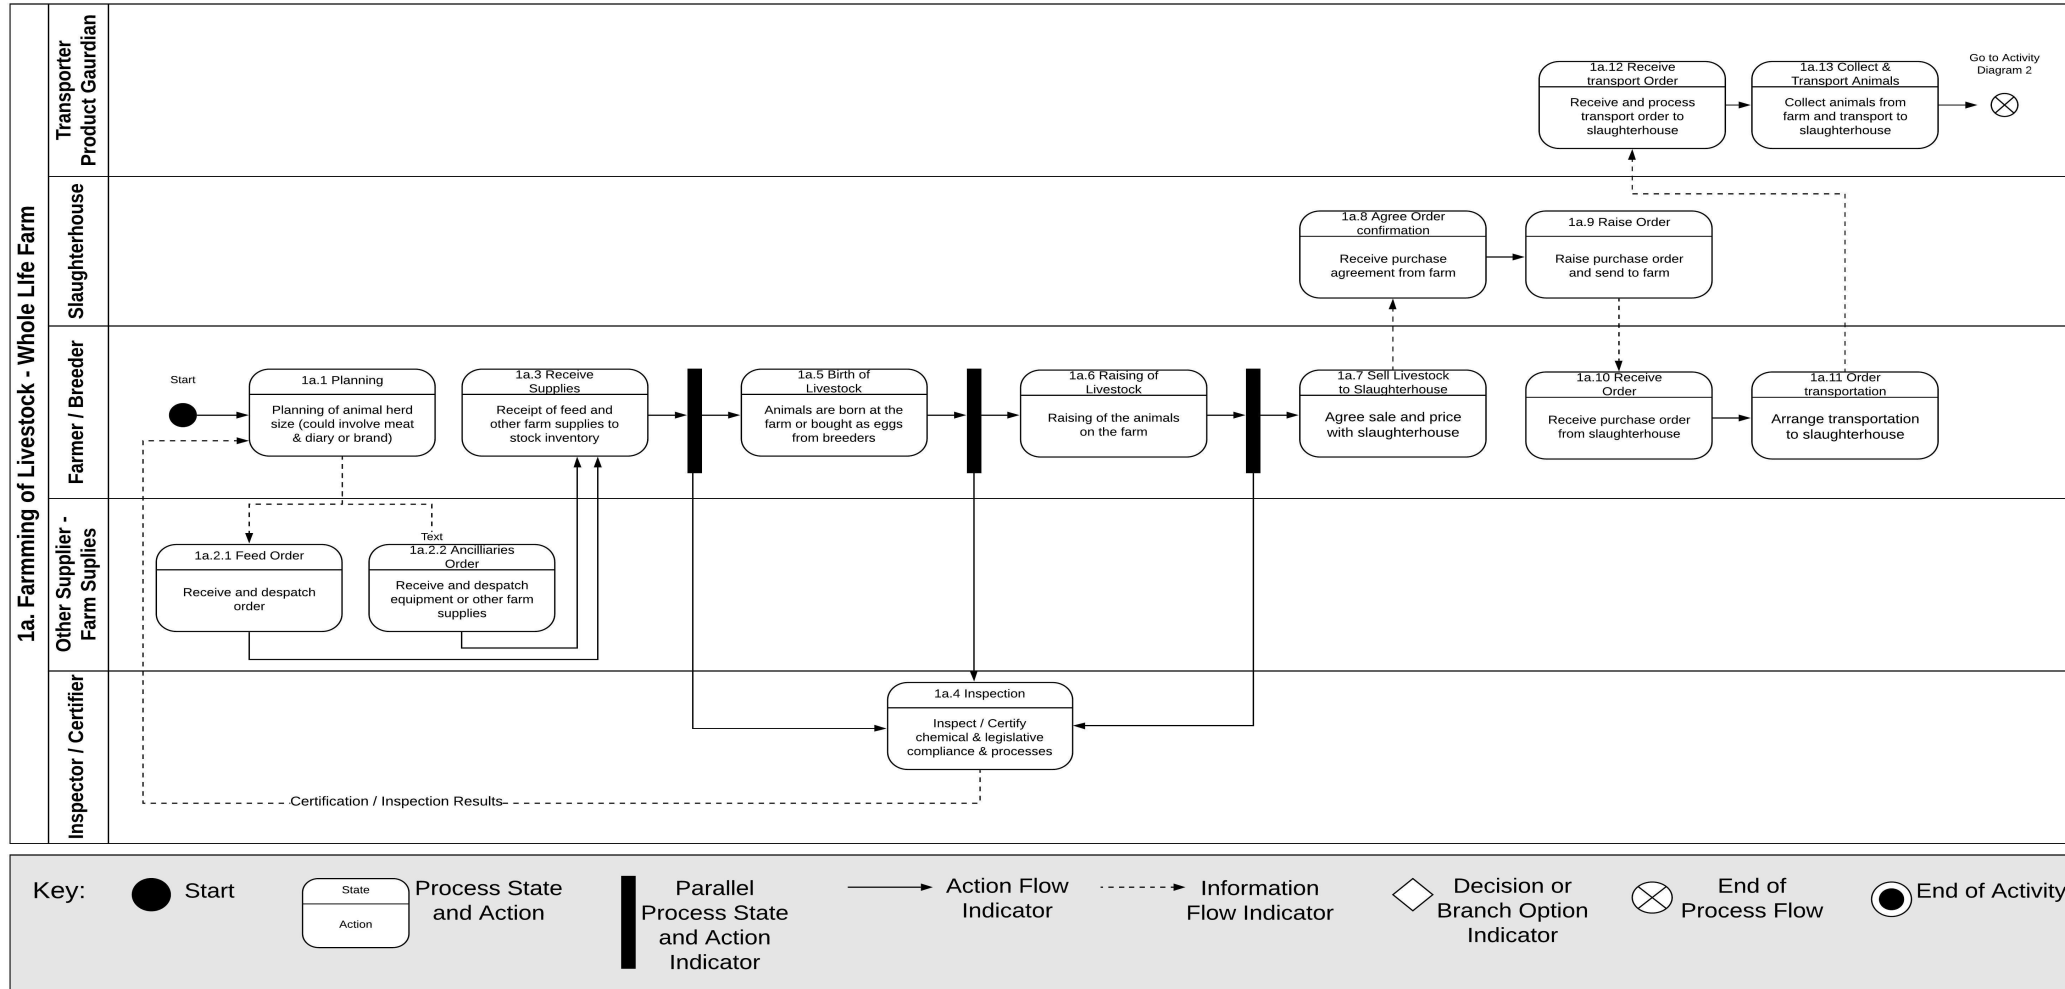 1a. Farmming of Livestock - Whole LIfe Farm
Transporter
Product Gaurdian
1a.12 Receive
transport Order
Receive and process
transport order to
slaughterhouse
1a.13 Collect &
Transport Animals
Collect animals from
farm and transport to
slaughterhouse
Go to Activity
Diagram 2
Slaughterhouse
1a.8 Agree Order
confirmation
Receive purchase
agreement from farm
1a.9 Raise Order
Raise purchase order
and send to farm
Farmer / Breeder
Start
1a.1 Planning
Planning of animal herd
size (could involve meat
& diary or brand)
1a.3 Receive
Supplies
Receipt of feed and
other farm supplies to
stock inventory
1a.5 Birth of
Livestock
Animals are born at the
farm or bought as eggs
from breeders
1a.6 Raising of
Livestock
Raising of the animals
on the farm
1a.7 Sell Livestock
to Slaughterhouse
Agree sale and price
with slaughterhouse
1a.10 Receive
Order
Receive purchase order
from slaughterhouse
1a.11 Order
transportation
Arrange transportation
to slaughterhouse
Other Supplier -
Farm Suplies
1a.2.1 Feed Order
Receive and despatch
order
Text
1a.2.2 Ancilliaries
Order
Receive and despatch
equipment or other farm
supplies
Inspector / Certifier
1a.4 Inspection
Inspect / Certify
chemical & legislative
compliance & processes
Certification / Inspection Results
Key:
Start
State
Action
Process State
and Action
Parallel
Process State
and Action
Indicator
Action Flow
Indicator
Information
Flow Indicator
Decision or
Branch Option
Indicator
End of
Process Flow
End of Activity